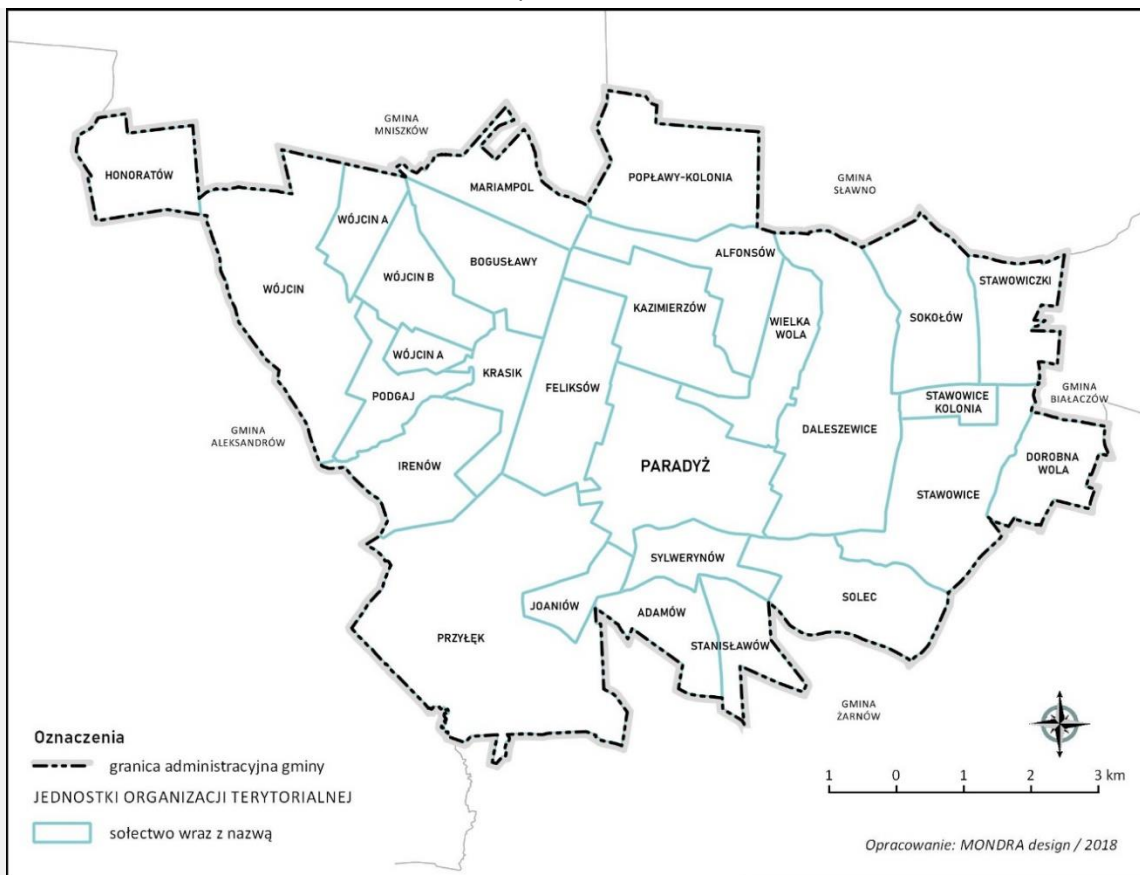 GMINA
MNISZKÓW
HONORATÓW
MARIAMPOL
POPŁAWY-KOLONIA
GMINA
SŁAWNO
WÓJCIN A
ALFONSÓW
BOGUSŁAWY
STAWOWICZKI
WÓJCIN
WÓJCIN B
KAZIMIERZÓW
WIELKA
WOLA
SOKOŁÓW
WÓJCIN A
KRASIK
FELIKSÓW
STAWOWICE
KOLONIA
GMINA
BIAŁACZÓW
PODGAJ
GMINA
ALEKSANDRÓW
DALESZEWICE
IRENÓW
PARADYŻ
DOROBNA
WOLA
STAWOWICE
SYLWERYNÓW
SOLEC
JOANIÓW
ADAMÓW
PRZYŁĘK
STANISŁAWÓW
GMINA
ŻARNÓW
Oznaczenia
granica administracyjna gminy
JEDNOSTKI ORGANIZACJI TERYTORIALNEJ
sołectwo wraz z nazwą
1 0 1 2 3 km
Opracowanie: MONDRA design / 2018